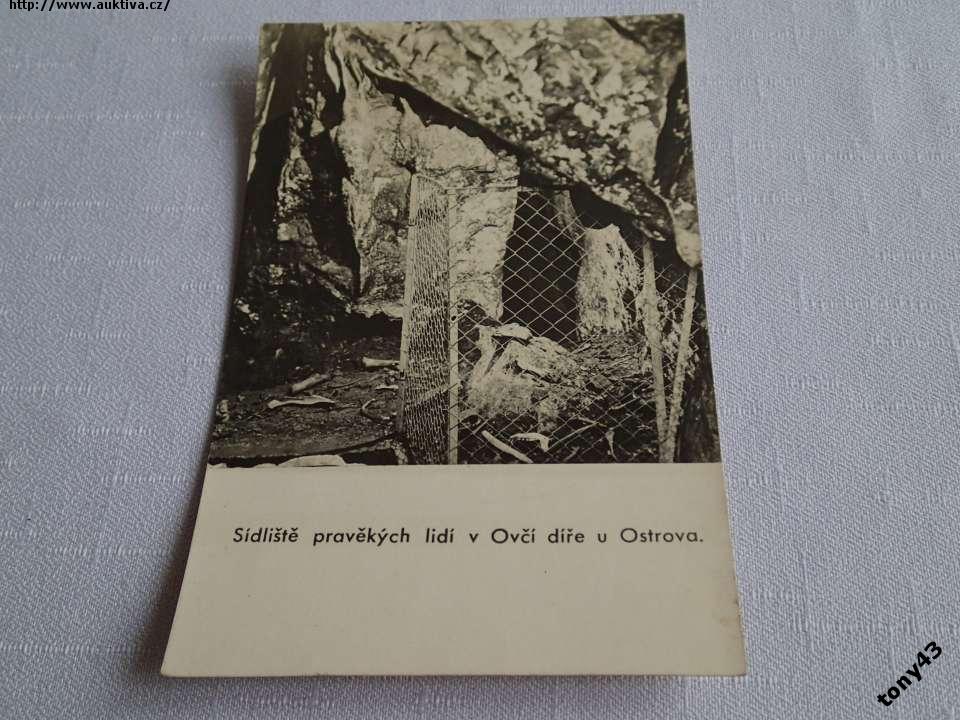 http://www.auktiva.cz/
Sídliště pravěkých lidí v Ovčí díře u Ostrova.
tony43